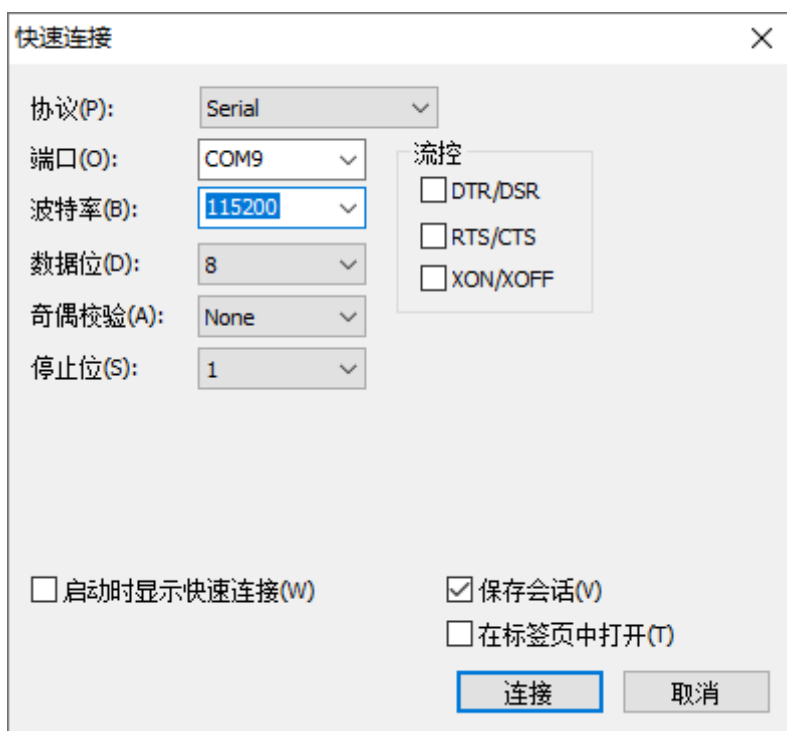 快速连接
协议(P): Serial
端口(O): COM9
流控
波特率(B): 115200
DTR/DSR
RTS/CTS
数据位(D): 8
XON/XOFF
奇偶校验(A): None
停止位(S): 1
启动时显示快速连接(W)
保存会话(V)
在标签页中打开(T)
连接 取消